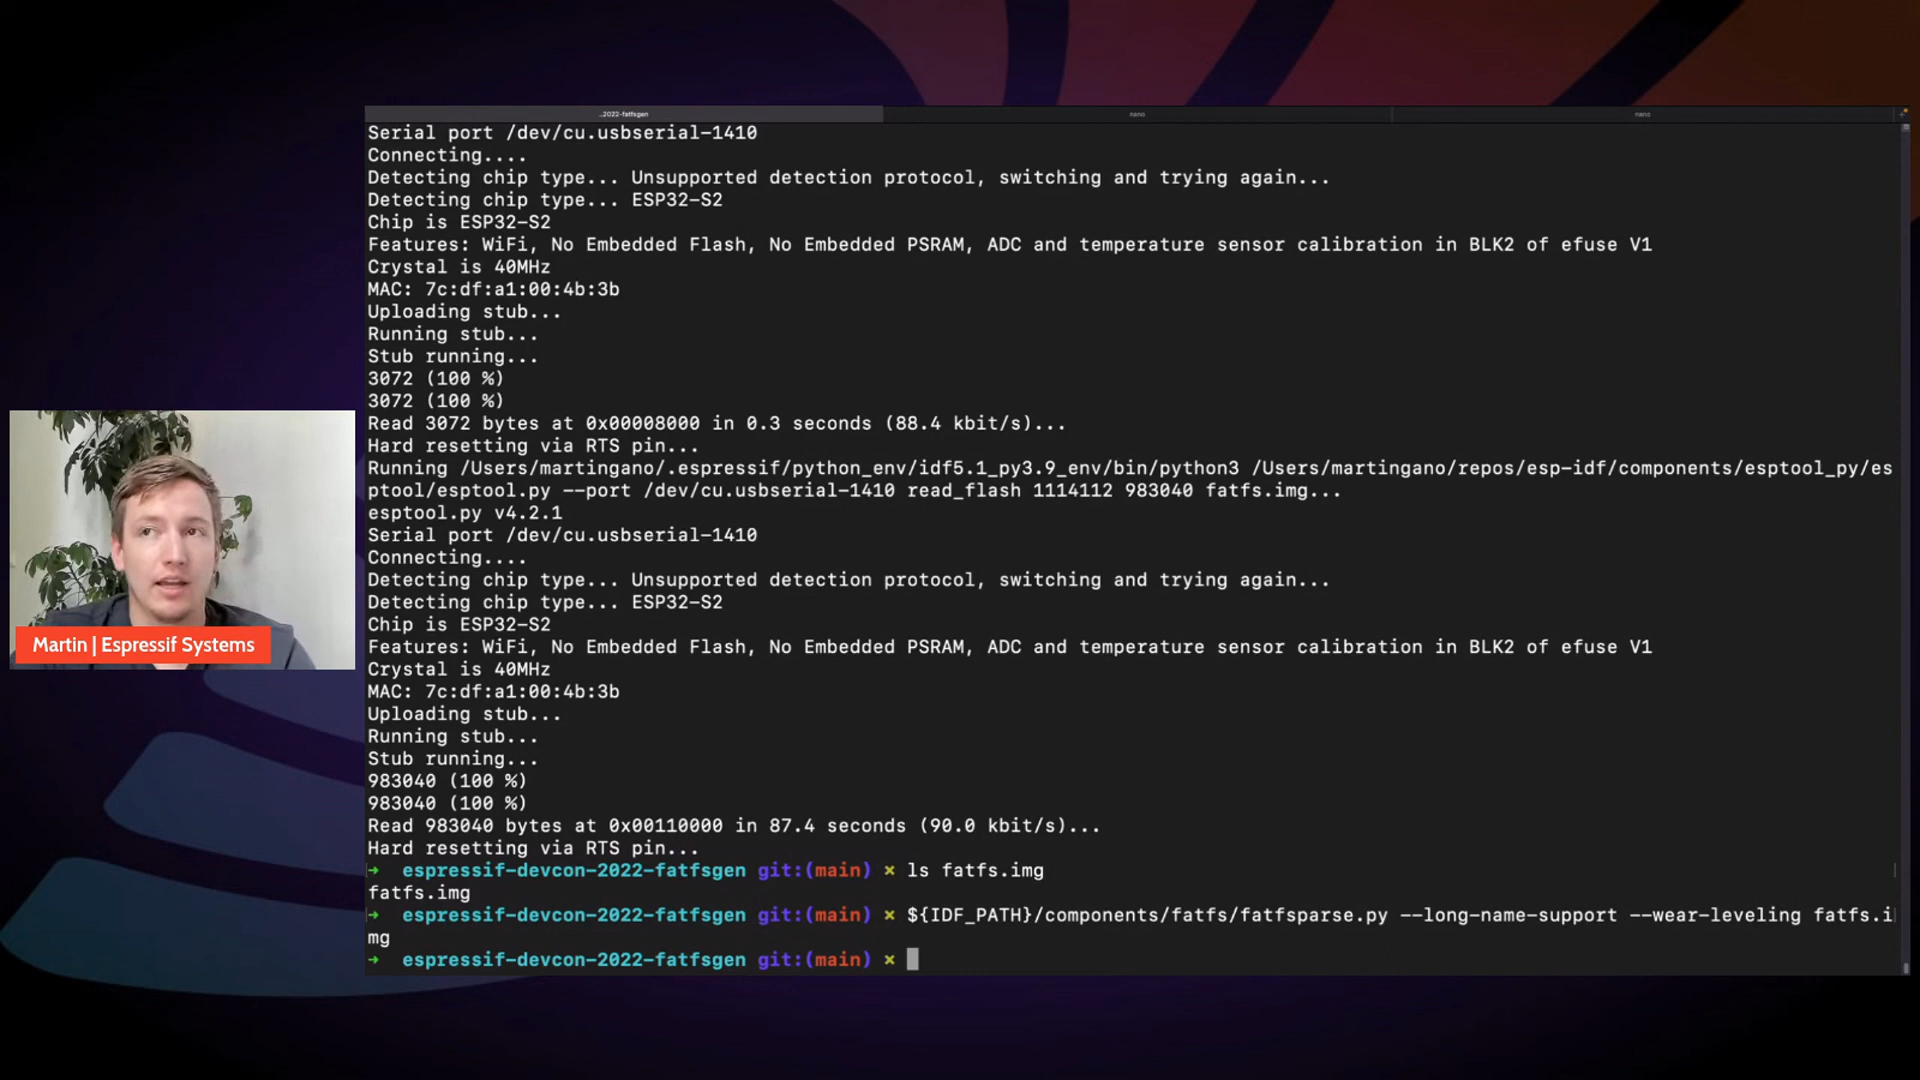 ..2022-fatfsgen
nano
nano
Serial port /dev/cu.usbserial-1410
Connecting....
Detecting chip type... Unsupported detection protocol, switching and trying again...
Detecting chip type... ESP32-S2
Chip is ESP32-S2
Features: WiFi, No Embedded Flash, No Embedded PSRAM, ADC and temperature sensor calibration in BLK2 of efuse V1
Crystal is 40MHz
MAC: 7c:df:a1:00:4b:3b
Uploading stub...
Running stub...
Stub running...
3072 (100 %)
3072 (100 %)
Read 3072 bytes at 0x00008000 in 0.3 seconds (88.4 kbit/s)...
Hard resetting via RTS pin...
Running /Users/martingano/.espressif/python_env/idf5.1_py3.9_env/bin/python3 /Users/martingano/repos/esp-idf/components/esptool_py/es
ptool/esptool.py --port /dev/cu.usbserial-1410 read_flash 1114112 983040 fatfs.img...
esptool.py v4.2.1
Serial port /dev/cu.usbserial-1410
Connecting....
Detecting chip type... Unsupported detection protocol, switching and trying again...
Detecting chip type... ESP32-S2
Chip is ESP32-S2
Features: WiFi, No Embedded Flash, No Embedded PSRAM, ADC and temperature sensor calibration in BLK2 of efuse V1
Crystal is 40MHz
MAC: 7c:df:a1:00:4b:3b
Uploading stub...
Running stub...
Stub running...
983040 (100 %)
983040 (100 %)
Read 983040 bytes at 0x00110000 in 87.4 seconds (90.0 kbit/s)...
Hard resetting via RTS pin...
→ espressif-devcon-2022-fatfsgen git:(main) × ls fatfs.img
fatfs.img
→ espressif-devcon-2022-fatfsgen git:(main) × ${IDF_PATH}/components/fatfs/fatfsparse.py --long-name-support --wear-leveling fatfs.i
mg
→ espressif-devcon-2022-fatfsgen git:(main) ×
Martin | Espressif Systems